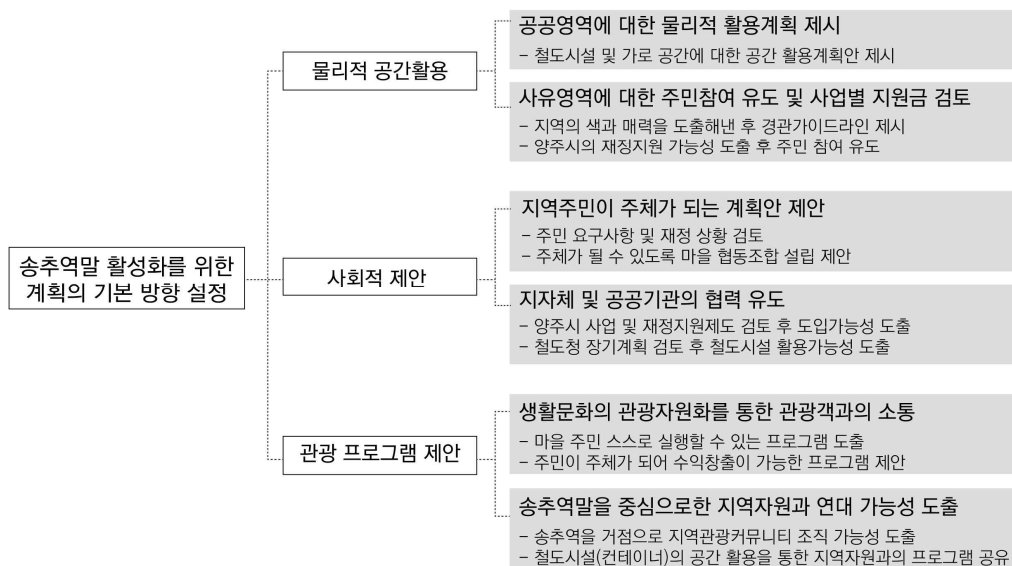 송추역말 활성화를 위한
계획의 기본 방향 설정
물리적 공간활용
공공영역에 대한 물리적 활용계획 제시
- 철도시설 및 가로 공간에 대한 공간 활용계획안 제시
사유영역에 대한 주민참여 유도 및 사업별 지원금 검토
- 지역의 색과 매력을 도출해낸 후 경관가이드라인 제시
- 양주시의 재징지원 가능성 도출 후 주민 참여 유도
사회적 제안
지역주민이 주체가 되는 계획안 제안
- 주민 요구사항 및 재정 상황 검토
- 주체가 될 수 있도록 마을 협동조합 설립 제안
지자체 및 공공기관의 협력 유도
- 양주시 사업 및 재정지원제도 검토 후 도입가능성 도출
- 철도청 장기계획 검토 후 철도시설 활용가능성 도출
관광 프로그램 제안
생활문화의 관광자원화를 통한 관광객과의 소통
- 마을 주민 스스로 실행할 수 있는 프로그램 도출
- 주민이 주체가 되어 수익창출이 가능한 프로그램 제안
송추역말을 중심으로한 지역자원과 연대 가능성 도출
- 송추역을 거점으로 지역관광커뮤니티 조직 가능성 도출
- 철도시설(컨테이너)의 공간 활용을 통한 지역자원과의 프로그램 공유